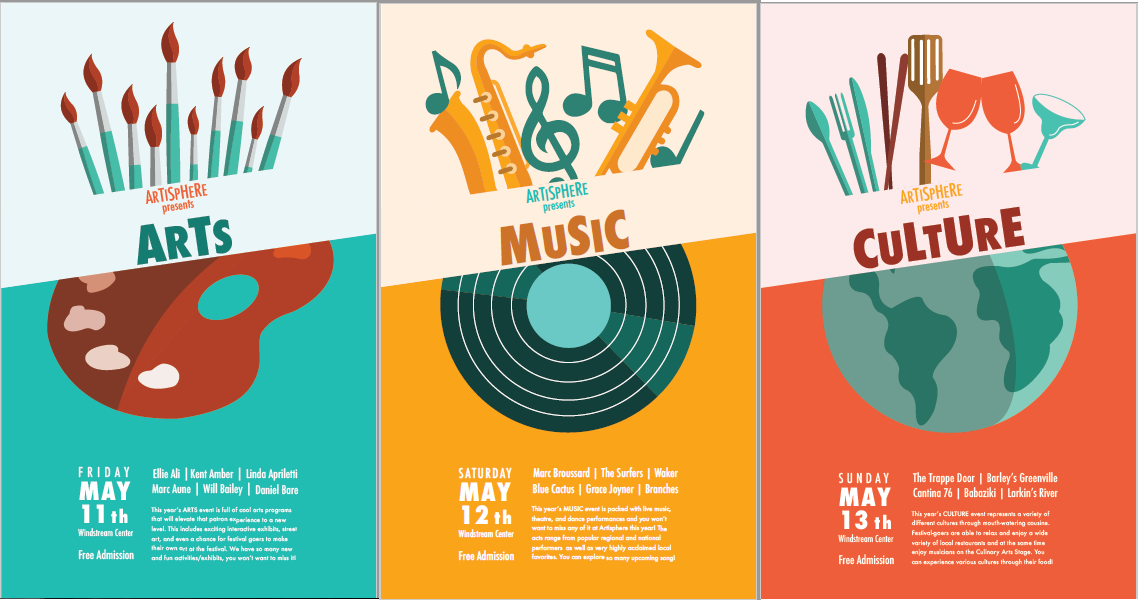 ARTiSPHERE
presents
ARTs
FRIDAY
MAY
11th
Windstream Center
Free Admission
Ellie Ali | Kent Amber | Linda Apriletti
Marc Aune | Will Bailey | Daniel Bare
This year's ARTS event is full of cool arts programs
that will elevate that patron experience to a new
level. This includes exciting interactive exhibits, street
art, and even a chance for festival goers to make
their own art at the festival. We have so many new
and fun activities/exhibits, you won't want to miss it!
ARTiSPHERE
presents
MuSiC
SATURDAY
MAY
12th
Windstream Center
Free Admission
Marc Broussard | The Surfers | Waker
Blue Cactus | Grace Joyner | Branches
This year's MUSIC event is packed with live music,
theatre, and dance performances and you won't
want to miss any of it at Artisphere this year! The
acts range from popular regional and national
performers as well as very highly acclaimed local
favorites. You can explore so many upcoming song!
ARTiSPHERE
presents
CuLTURE
SUNDAY
MAY
13th
Windstream Center
Free Admission
The Trappe Door | Barley's Greenville
Cantina 76 | Babaziki | Larkin's River
This year's CULTURE event represents a variety of
different cultures through mouth-watering cousine.
Festival-goers are able to relax and enjoy a wide
variety of local restaurants and at the same time
enjoy musicians on the Culinary Arts Stage. You
can experience various cultures through their food!